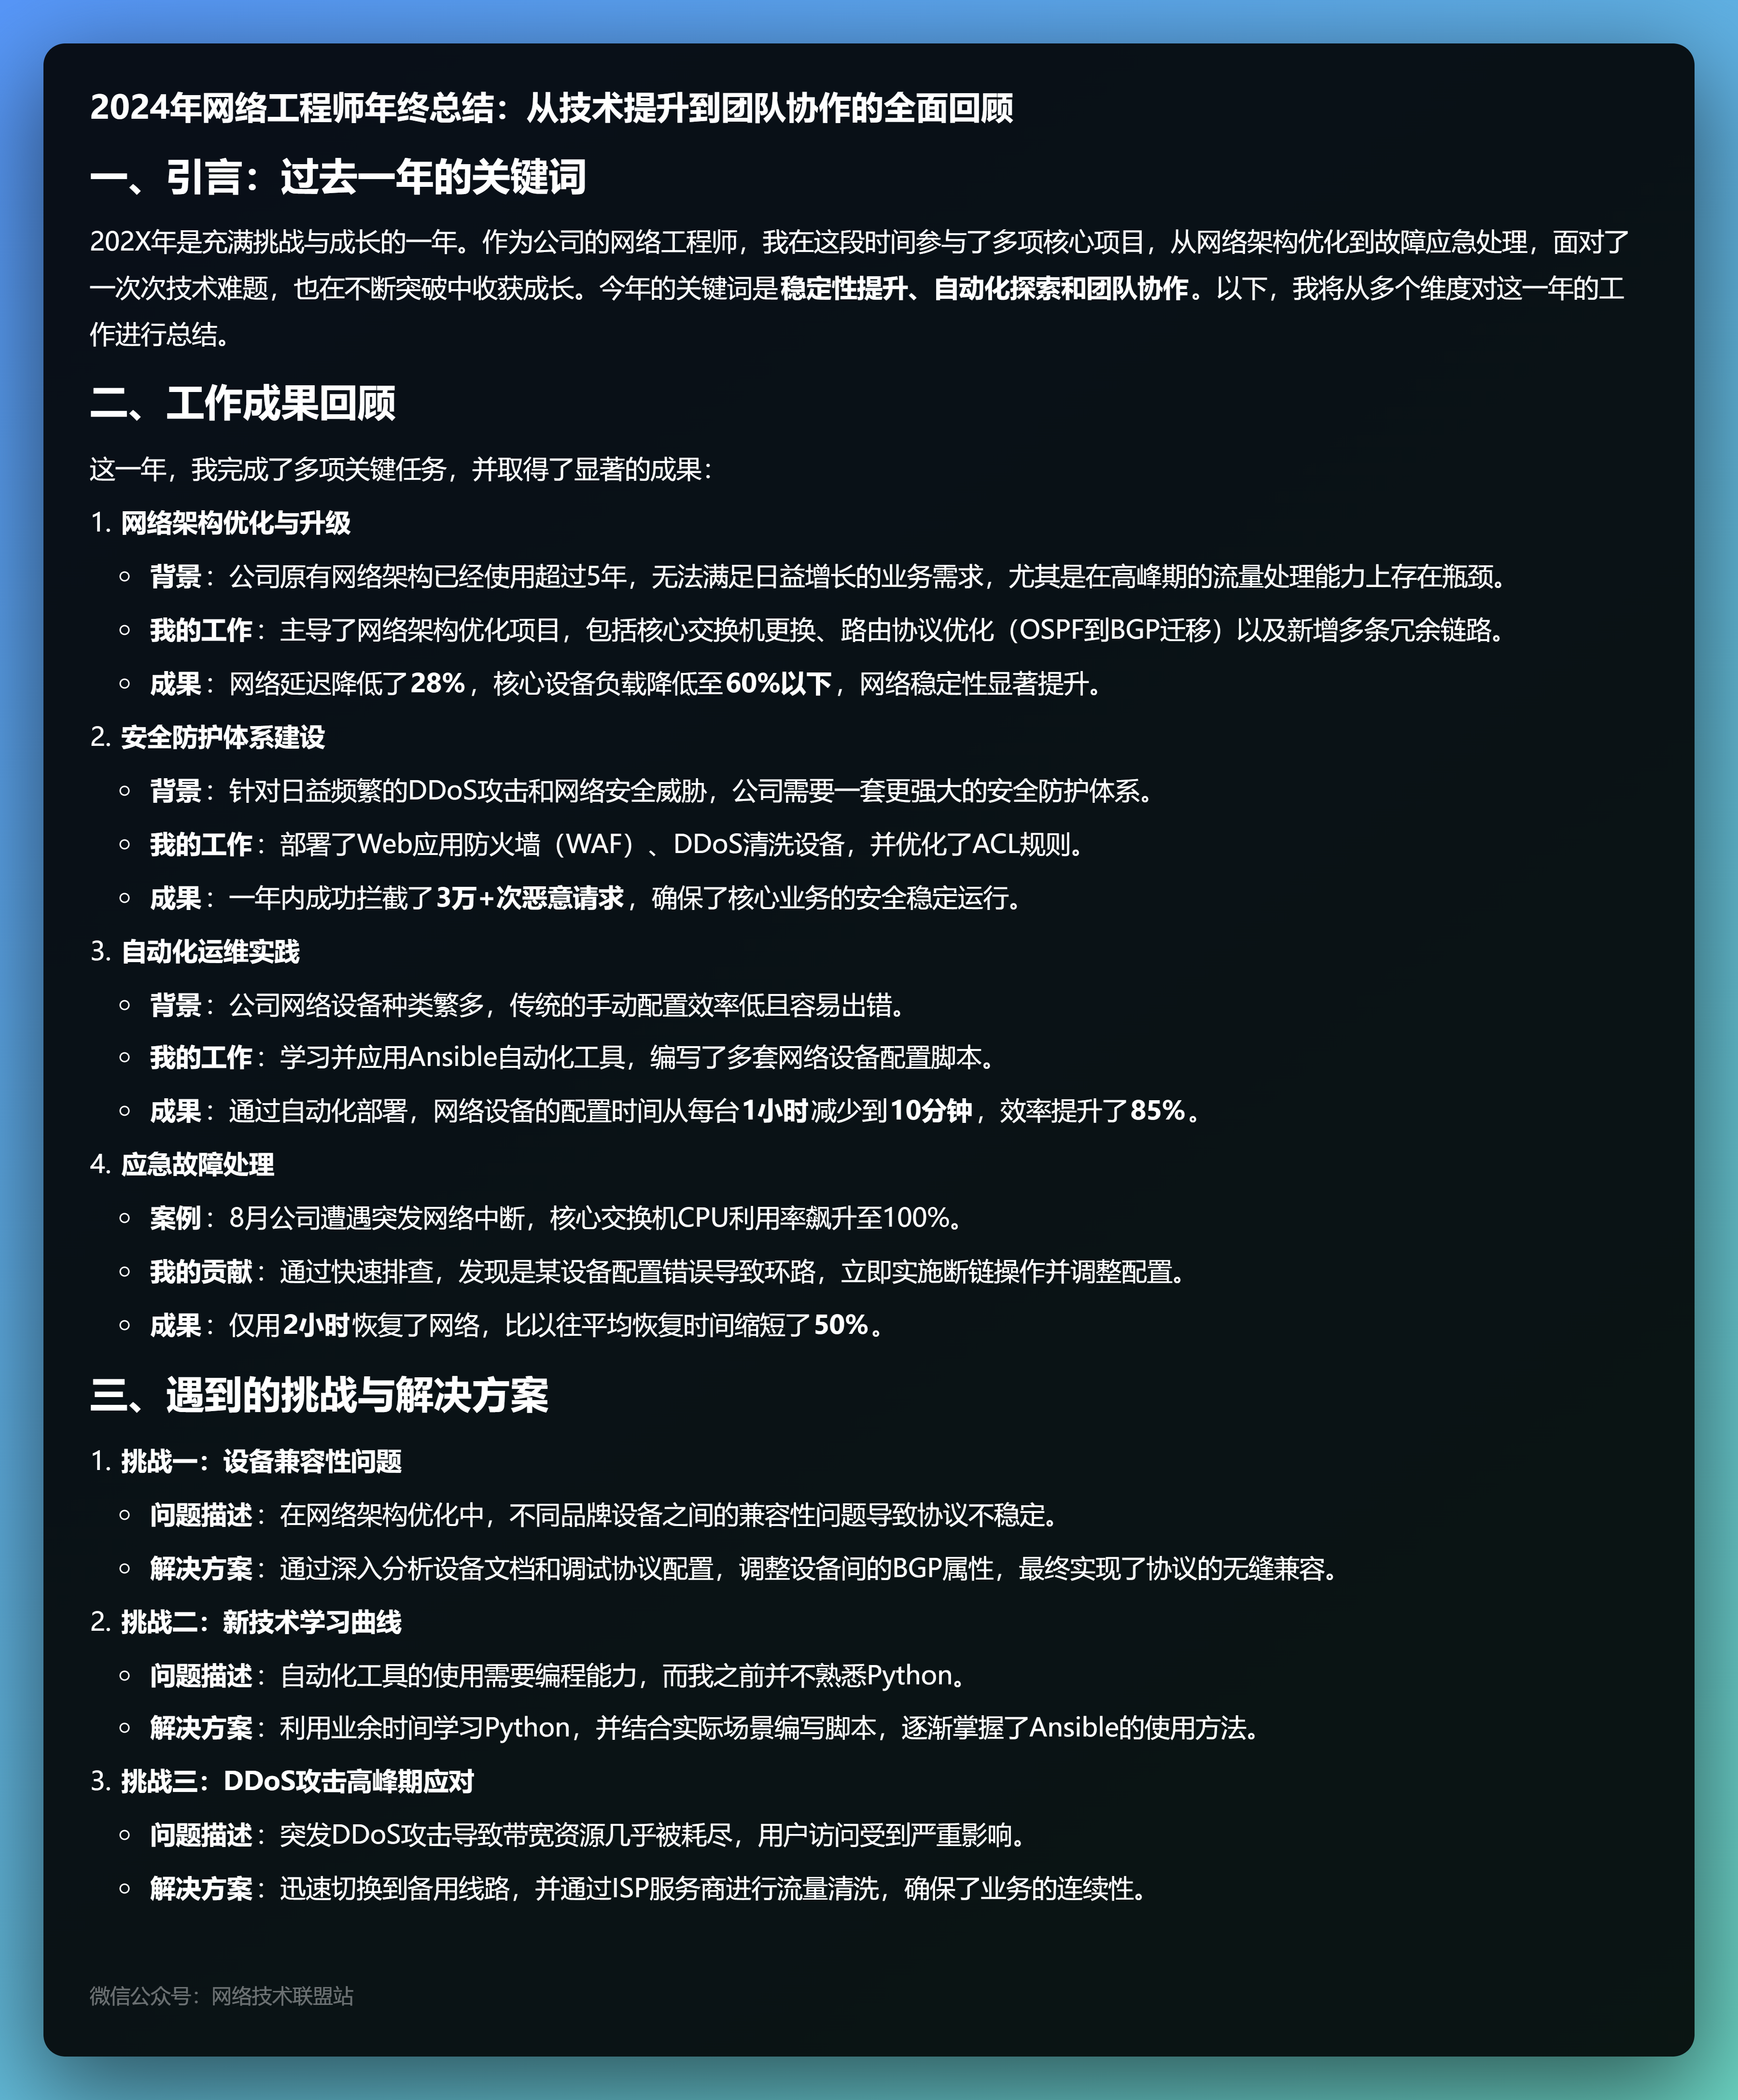 2024年网络工程师年终总结：从技术提升到团队协作的全面回顾
一、引言：过去一年的关键词
202X年是充满挑战与成长的一年。作为公司的网络工程师，我在这段时间参与了多项核心项目，从网络架构优化到故障应急处理，面对了
一次次技术难题，也在不断突破中收获成长。今年的关键词是稳定性提升、自动化探索和团队协作。以下，我将从多个维度对这一年的工
作进行总结。
二、工作成果回顾
这一年，我完成了多项关键任务，并取得了显著的成果：
1. 网络架构优化与升级
◦ 背景：公司原有网络架构已经使用超过5年，无法满足日益增长的业务需求，尤其是在高峰期的流量处理能力上存在瓶颈。
◦ 我的工作：主导了网络架构优化项目，包括核心交换机更换、路由协议优化（OSPF到BGP迁移）以及新增多条冗余链路。
◦ 成果：网络延迟降低了28%，核心设备负载降低至60%以下，网络稳定性显著提升。
2. 安全防护体系建设
◦ 背景：针对日益频繁的DDoS攻击和网络安全威胁，公司需要一套更强大的安全防护体系。
◦ 我的工作：部署了Web应用防火墙（WAF）、DDoS清洗设备，并优化了ACL规则。
◦ 成果：一年内成功拦截了3万+次恶意请求，确保了核心业务的安全稳定运行。
3. 自动化运维实践
◦ 背景：公司网络设备种类繁多，传统的手动配置效率低且容易出错。
◦ 我的工作：学习并应用Ansible自动化工具，编写了多套网络设备配置脚本。
◦ 成果：通过自动化部署，网络设备的配置时间从每台1小时减少到10分钟，效率提升了85%。
4. 应急故障处理
◦ 案例：8月公司遭遇突发网络中断，核心交换机CPU利用率飙升至100%。
◦ 我的贡献：通过快速排查，发现是某设备配置错误导致环路，立即实施断链操作并调整配置。
◦ 成果：仅用2小时恢复了网络，比以往平均恢复时间缩短了50%。
三、遇到的挑战与解决方案
1. 挑战一：设备兼容性问题
◦ 问题描述：在网络架构优化中，不同品牌设备之间的兼容性问题导致协议不稳定。
◦ 解决方案：通过深入分析设备文档和调试协议配置，调整设备间的BGP属性，最终实现了协议的无缝兼容。
2. 挑战二：新技术学习曲线
◦ 问题描述：自动化工具的使用需要编程能力，而我之前并不熟悉Python。
◦ 解决方案：利用业余时间学习Python，并结合实际场景编写脚本，逐渐掌握了Ansible的使用方法。
3. 挑战三：DDoS攻击高峰期应对
◦ 问题描述：突发DDoS攻击导致带宽资源几乎被耗尽，用户访问受到严重影响。
◦ 解决方案：迅速切换到备用线路，并通过ISP服务商进行流量清洗，确保了业务的连续性。
微信公众号：网络技术联盟站